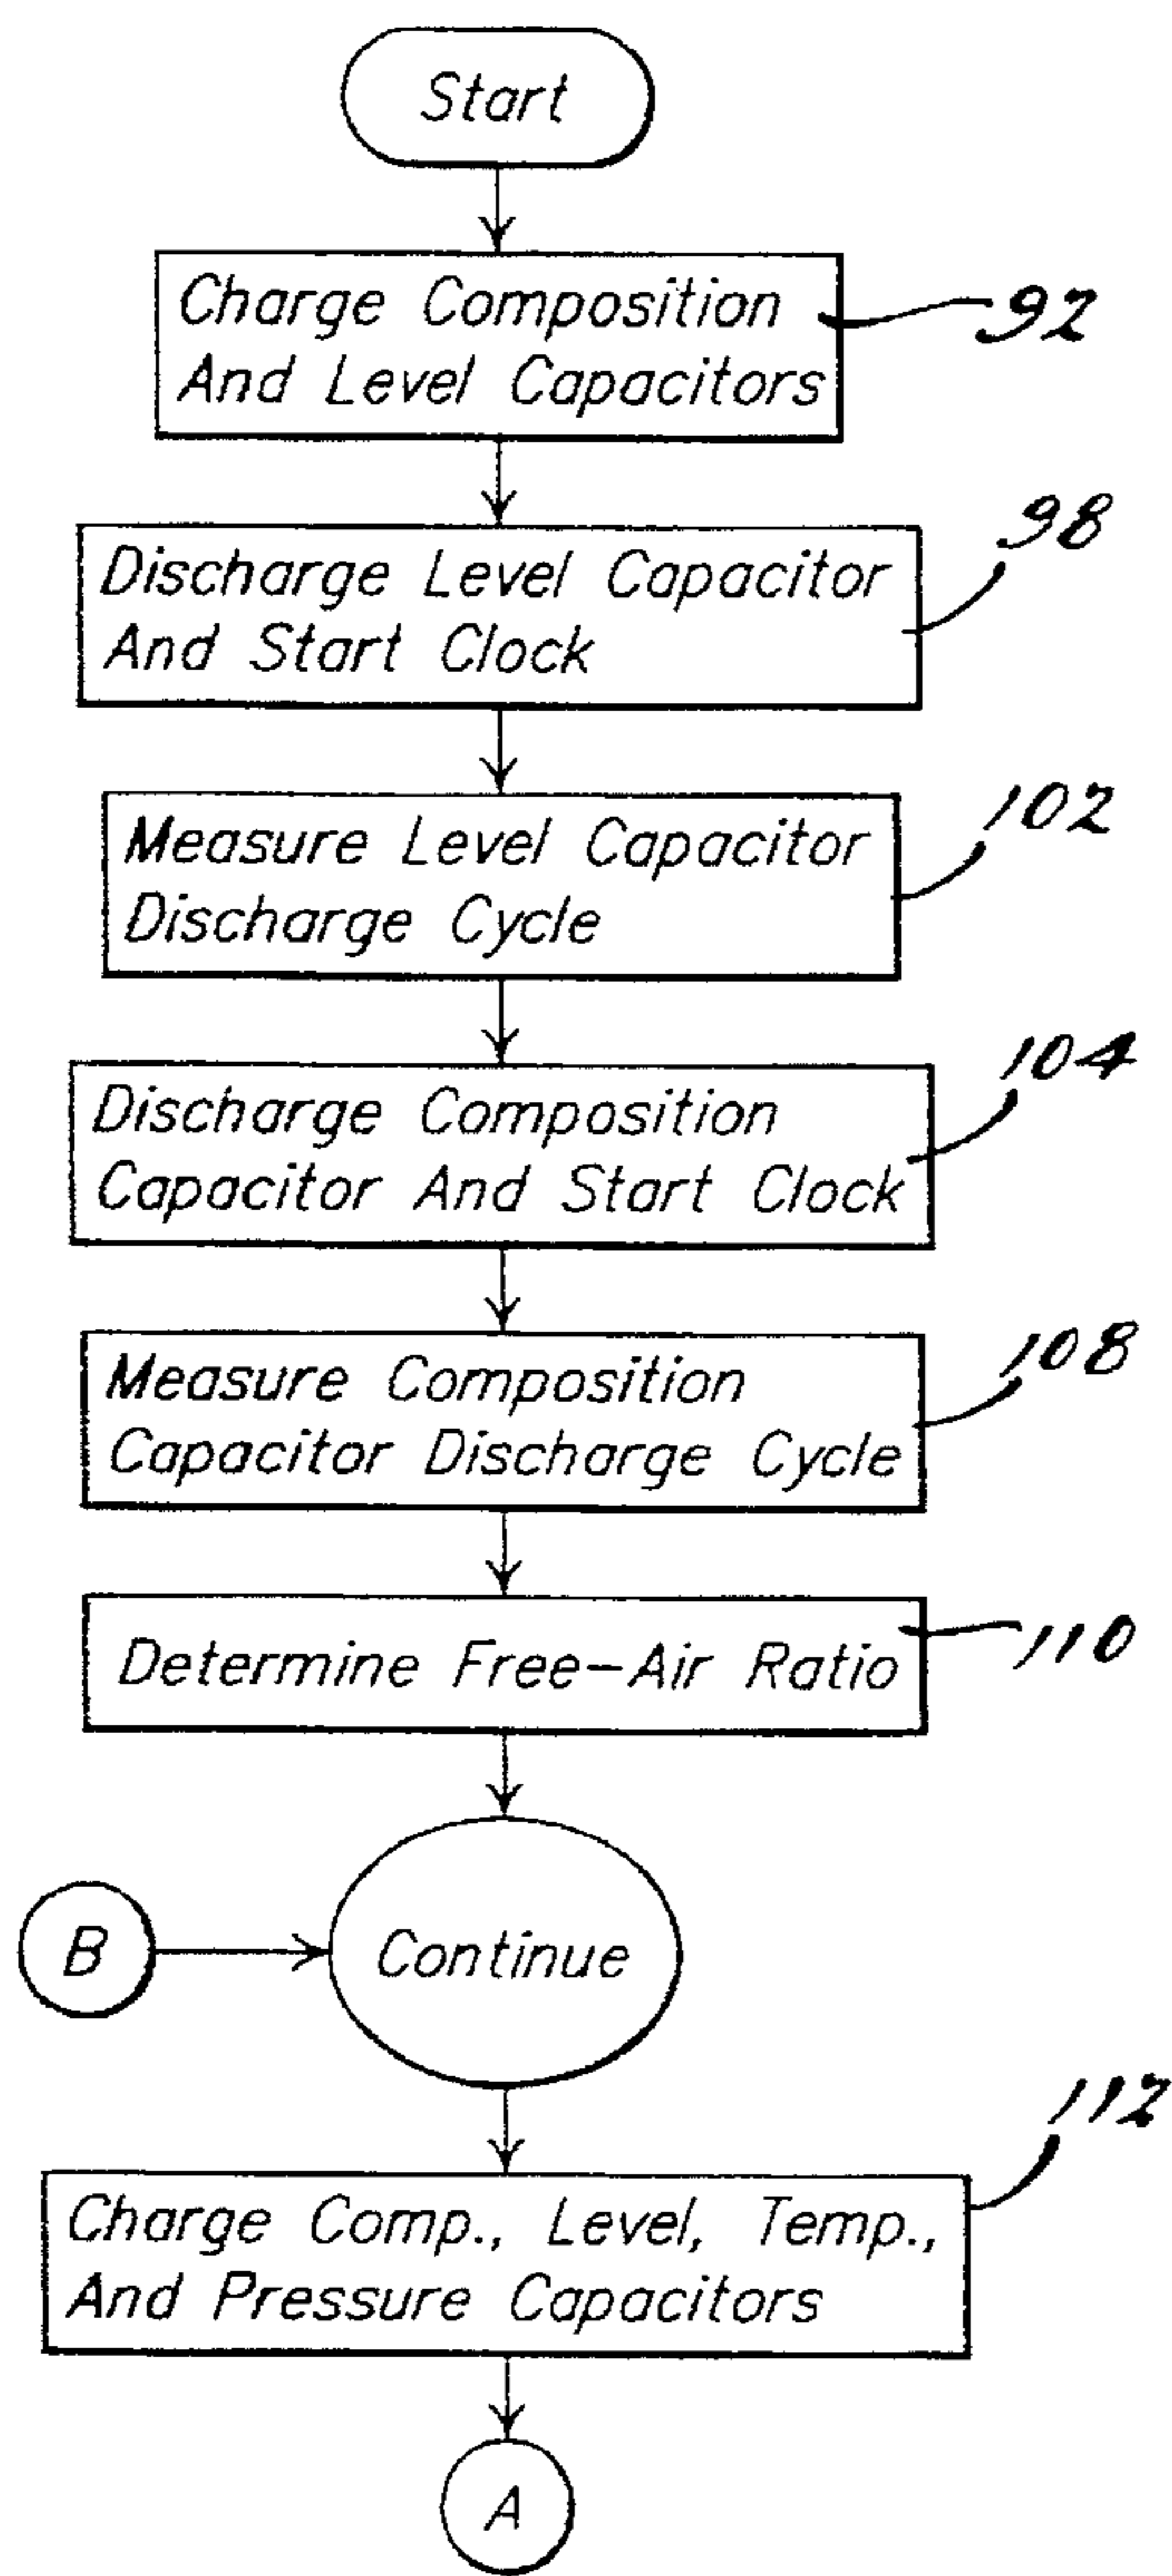 Start
Charge Composition
And Level Capacitors
92
Discharge Level Capacitor
And Start Clock
98
Measure Level Capacitor
Discharge Cycle
102
Discharge Composition
Capacitor And Start Clock
104
Measure Composition
Capacitor Discharge Cycle
108
Determine Free-Air Ratio
110
B
Continue
Charge Comp., Level, Temp.,
And Pressure Capacitors
112
A